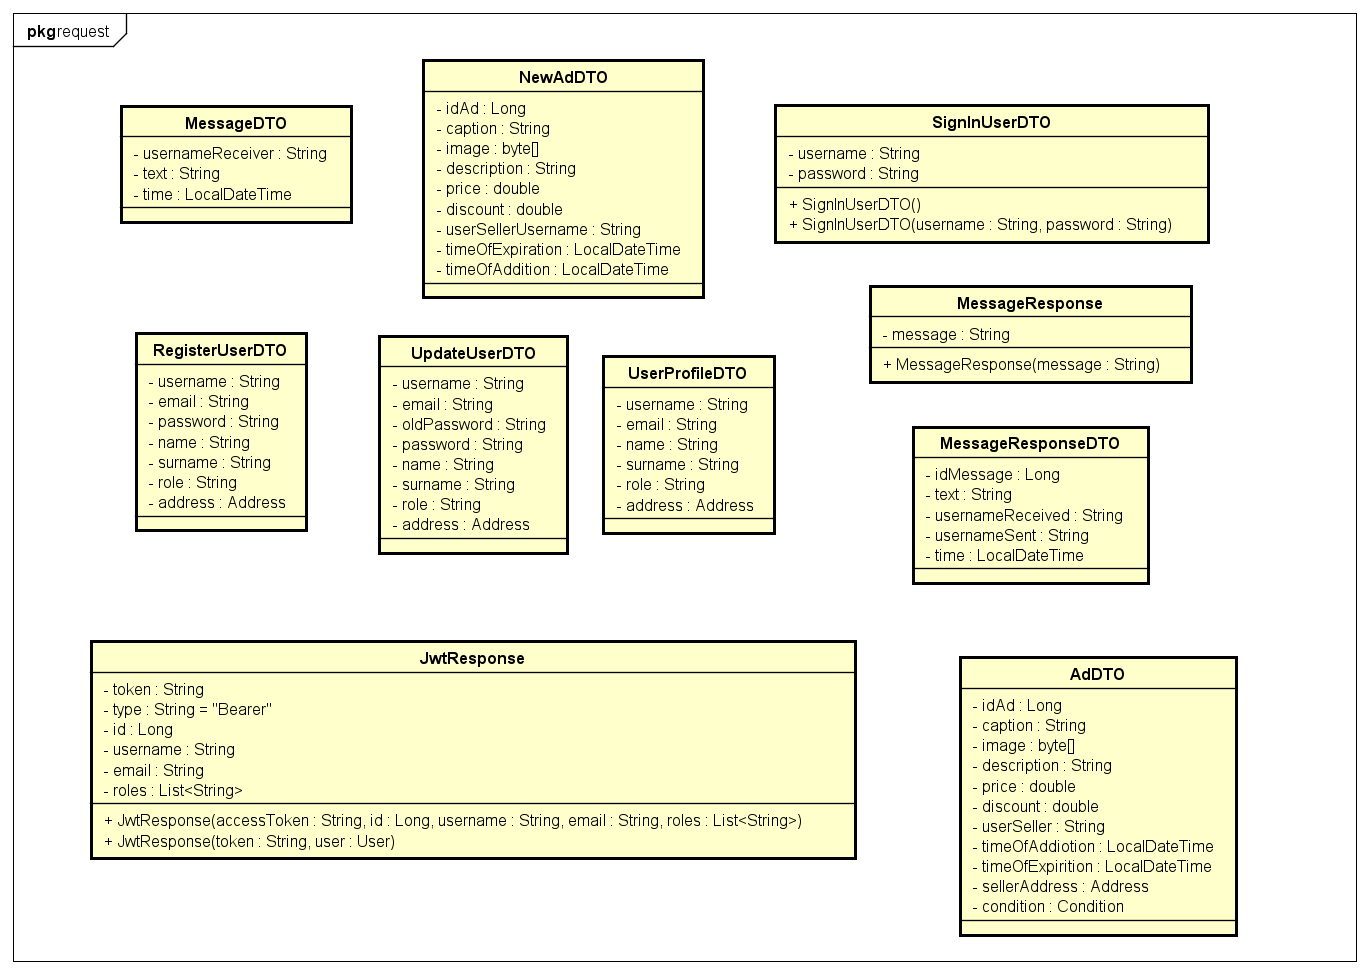 pkg request
MessageDTO
- usernameReceiver : String
- text : String
- time : LocalDateTime
NewAdDTO
- idAd : Long
- caption : String
- image : byte[]
- description : String
- price : double
- discount : double
- userSellerUsername : String
- timeOfExpiration : LocalDateTime
- timeOfAddition : LocalDateTime
SignInUserDTO
- username : String
- password : String
+ SignInUserDTO()
+ SignInUserDTO(username : String, password : String)
MessageResponse
- message : String
+ MessageResponse(message : String)
RegisterUserDTO
- username : String
- email : String
- password : String
- name : String
- surname : String
- role : String
- address : Address
UpdateUserDTO
- username : String
- email : String
- oldPassword : String
- password : String
- name : String
- surname : String
- role : String
- address : Address
UserProfileDTO
- username : String
- email : String
- name : String
- surname : String
- role : String
- address : Address
MessageResponseDTO
- idMessage : Long
- text : String
- usernameReceived : String
- usernameSent : String
- time : LocalDateTime
JwtResponse
- token : String
- type : String = "Bearer"
- id : Long
- username : String
- email : String
- roles : List<String>
+ JwtResponse(accessToken : String, id : Long, username : String, email : String, roles : List<String>)
+ JwtResponse(token : String, user : User)
AdDTO
- idAd : Long
- caption : String
- image : byte[]
- description : String
- price : double
- discount : double
- userSeller : String
- timeOfAddiotion : LocalDateTime
- timeOfExpirition : LocalDateTime
- sellerAddress : Address
- condition : Condition